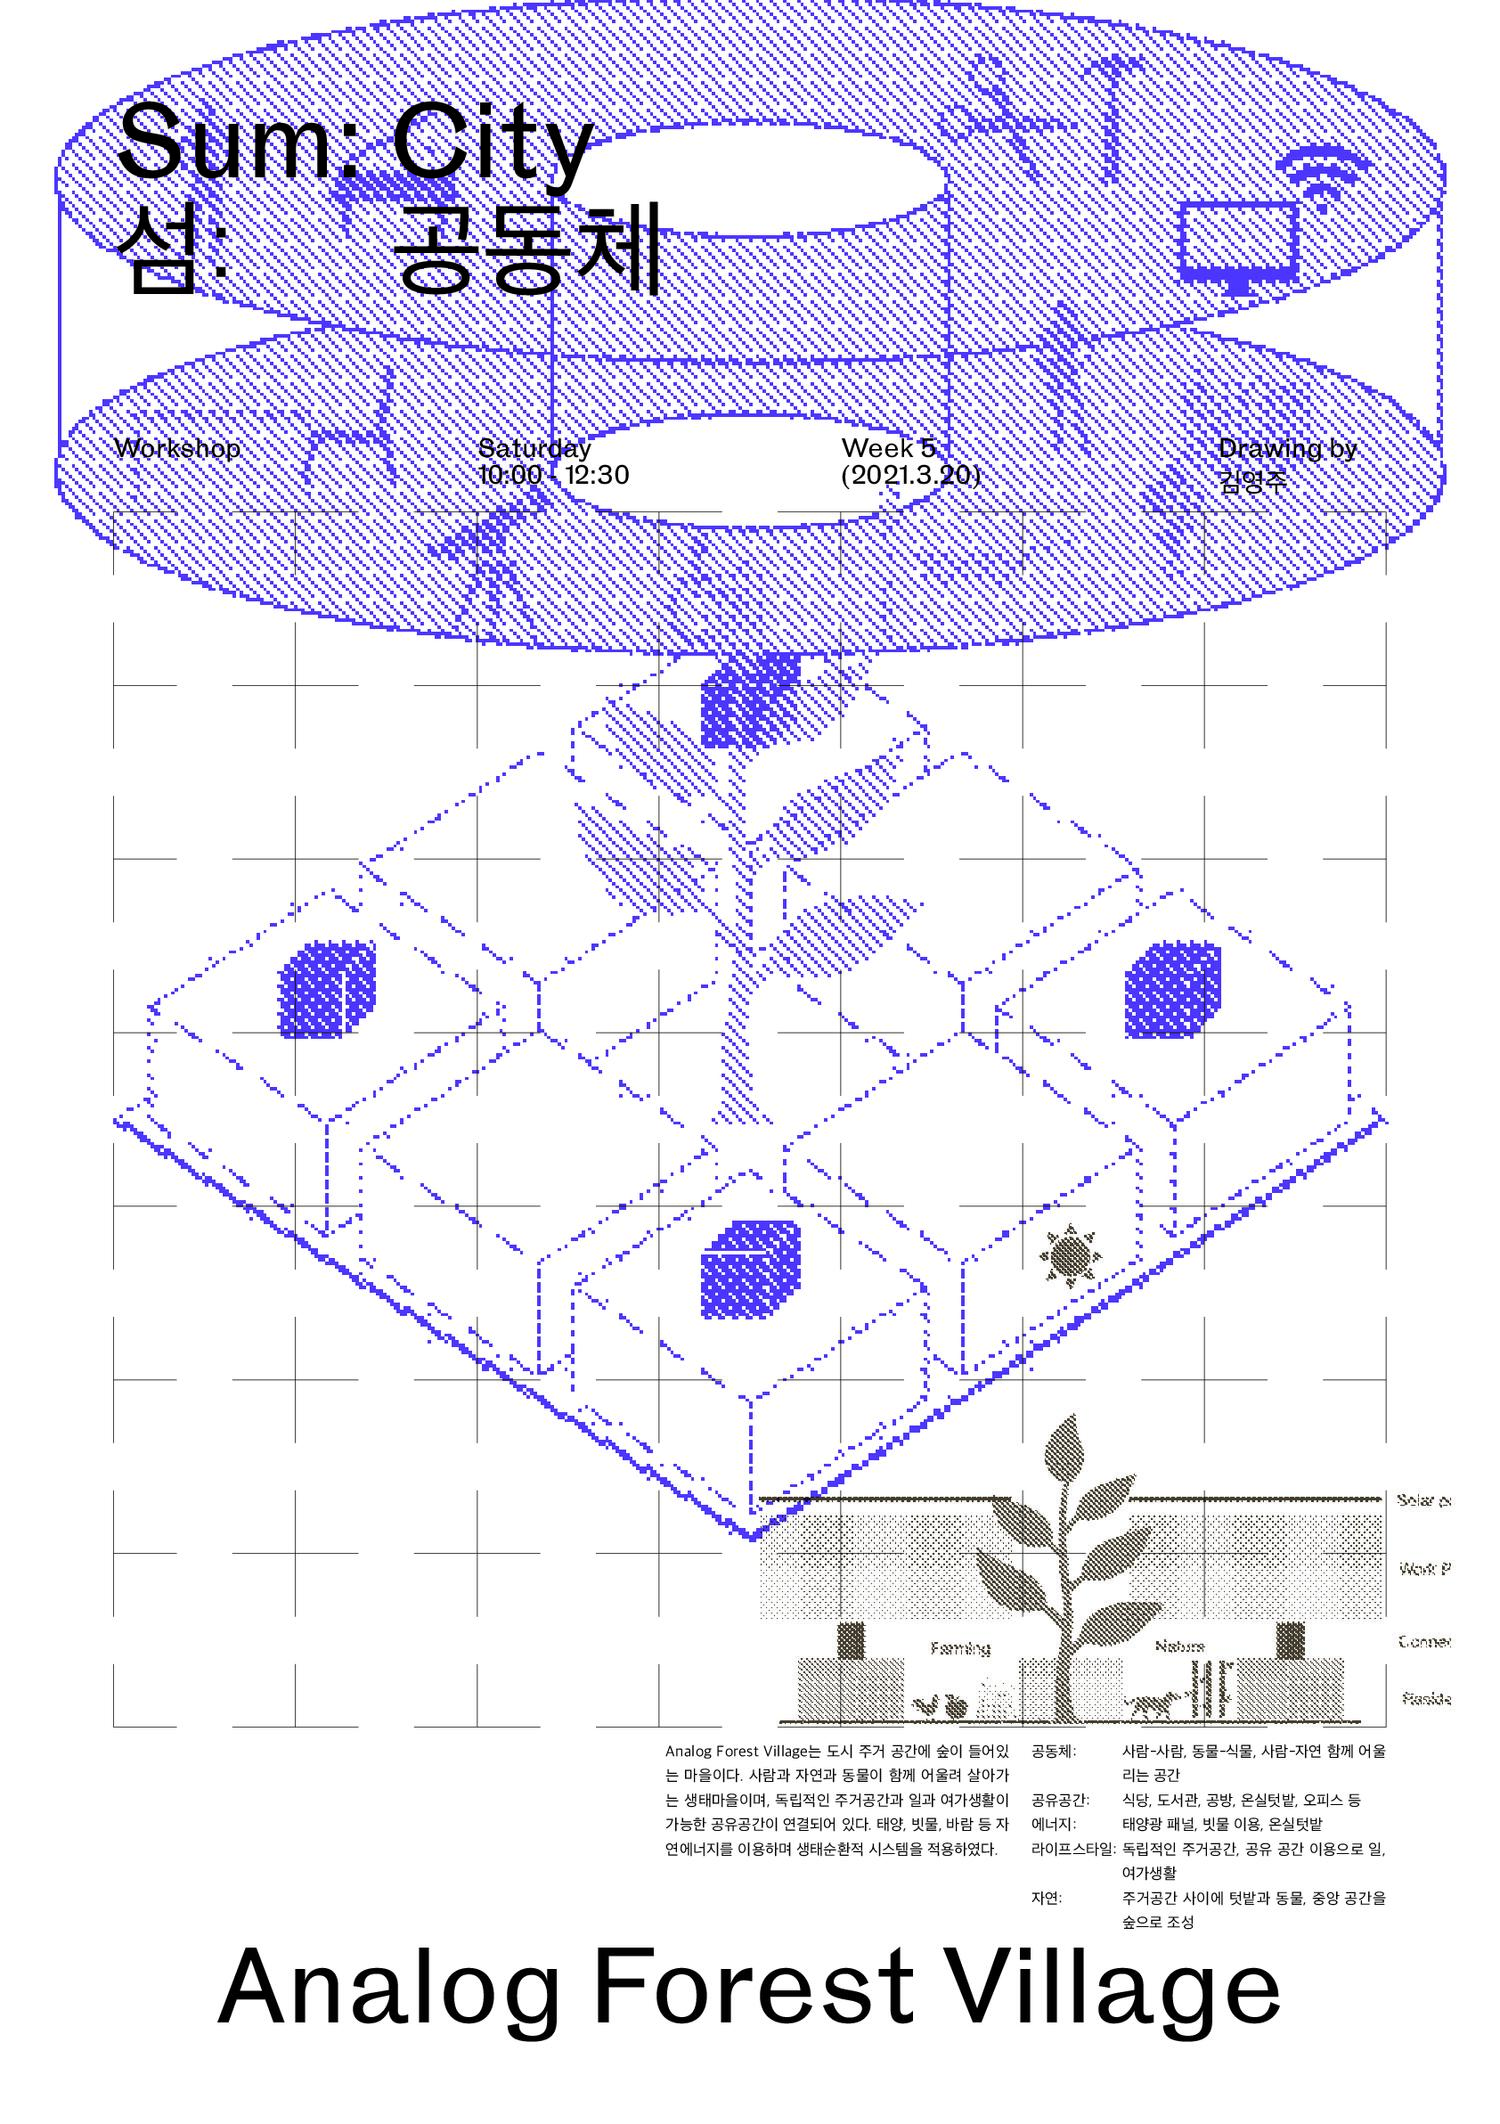 Sum: City
섬: 공동체
Workshop
Saturday
10:00 - 12:30
Week 5
(2021.3.20)
Drawing by
김영주
Solar
Work
Farming
Nature
Analog Forest Village는 도시 주거 공간에 숲이 들어있
는 마을이다. 사람과 자연과 동물이 함께 어울려 살아가
는 생태마을이며, 독립적인 주거공간과 일과 여가생활이
가능한 공유공간이 연결되어 있다. 태양, 빗물, 바람 등 자
연에너지를 이용하며 생태순환적 시스템을 적용하였다.
공동체: 사람-사람, 동물-식물, 사람-자연 함께 어울
리는 공간
공유공간: 식당, 도서관, 공방, 온실텃밭, 오피스 등
에너지: 태양광 패널, 빗물 이용, 온실텃밭
라이프스타일: 독립적인 주거공간, 공유 공간 이용으로 일,
여가생활
자연: 주거공간 사이에 텃밭과 동물, 중앙 공간을
숲으로 조성
Analog Forest Village